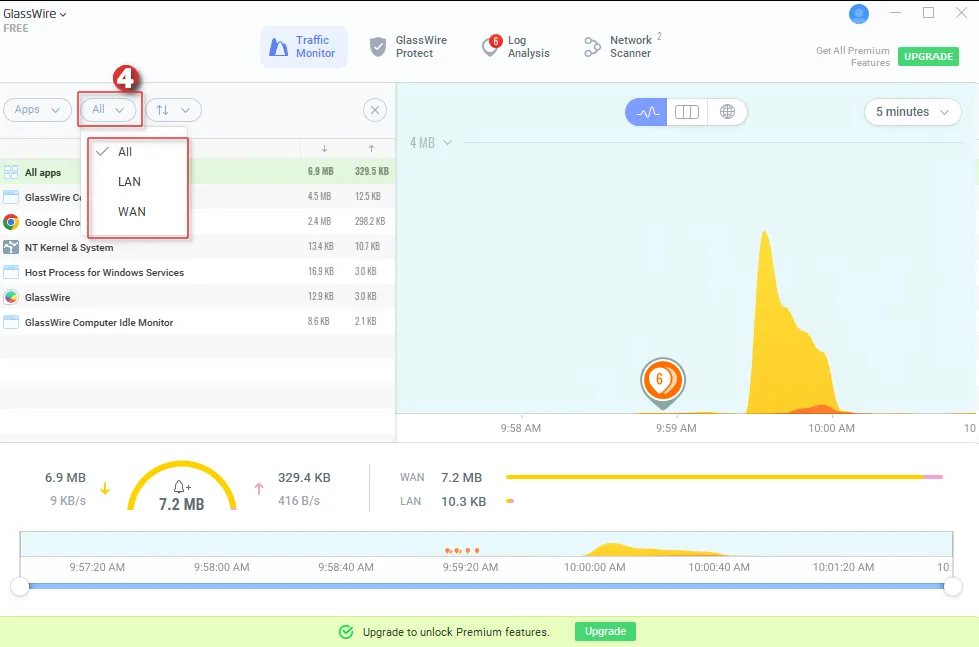 GlassWire
FREE
Traffic Monitor
GlassWire Protect
6
Log Analysis
Network Scanner
2
Get All Premium Features
UPGRADE
4
Apps
All
5 minutes
All
LAN
WAN
4 MB
↓ ↑
All apps 6.9 MB 329.5 KB
GlassWire Co 4.5 MB 12.5 KB
Google Chro 2.4 MB 298.2 KB
NT Kernel & System 13.4 KB 10.7 KB
Host Process for Windows Services 16.9 KB 3.0 KB
GlassWire 12.9 KB 3.0 KB
GlassWire Computer Idle Monitor 8.6 KB 2.1 KB
6
9:58 AM 9:59 AM 10:00 AM 10
6.9 MB
9 KB/s
7.2 MB
329.4 KB
416 B/s
WAN 7.2 MB
LAN 10.3 KB
9:57:20 AM 9:58:00 AM 9:58:40 AM 9:59:20 AM 10:00:00 AM 10:00:40 AM 10:01:20 AM 10:
Upgrade to unlock Premium features.
Upgrade